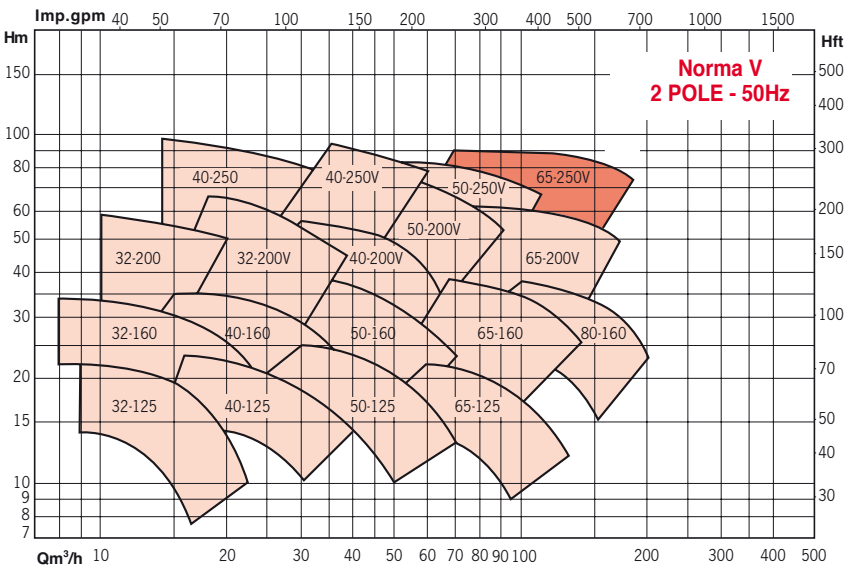 Imp.gpm 40 50 70 100 150 200 300 400 500 700 1000 1500
Hm Hft
Norma V
2 POLE - 50Hz
150 500
400
100 300
80
40-250 40-250V 50-250V 65-250V
60 200
50-200V
50
32-200 32-200V 40-200V 65-200V 150
40
30 100
32-160 40-160 50-160 65-160 80-160
70
20
32-125 40-125 50-125 65-125
15 50
40
10
9 30
8
7
Qm³/h 10 20 30 40 50 60 70 80 90 100 200 300 400 500